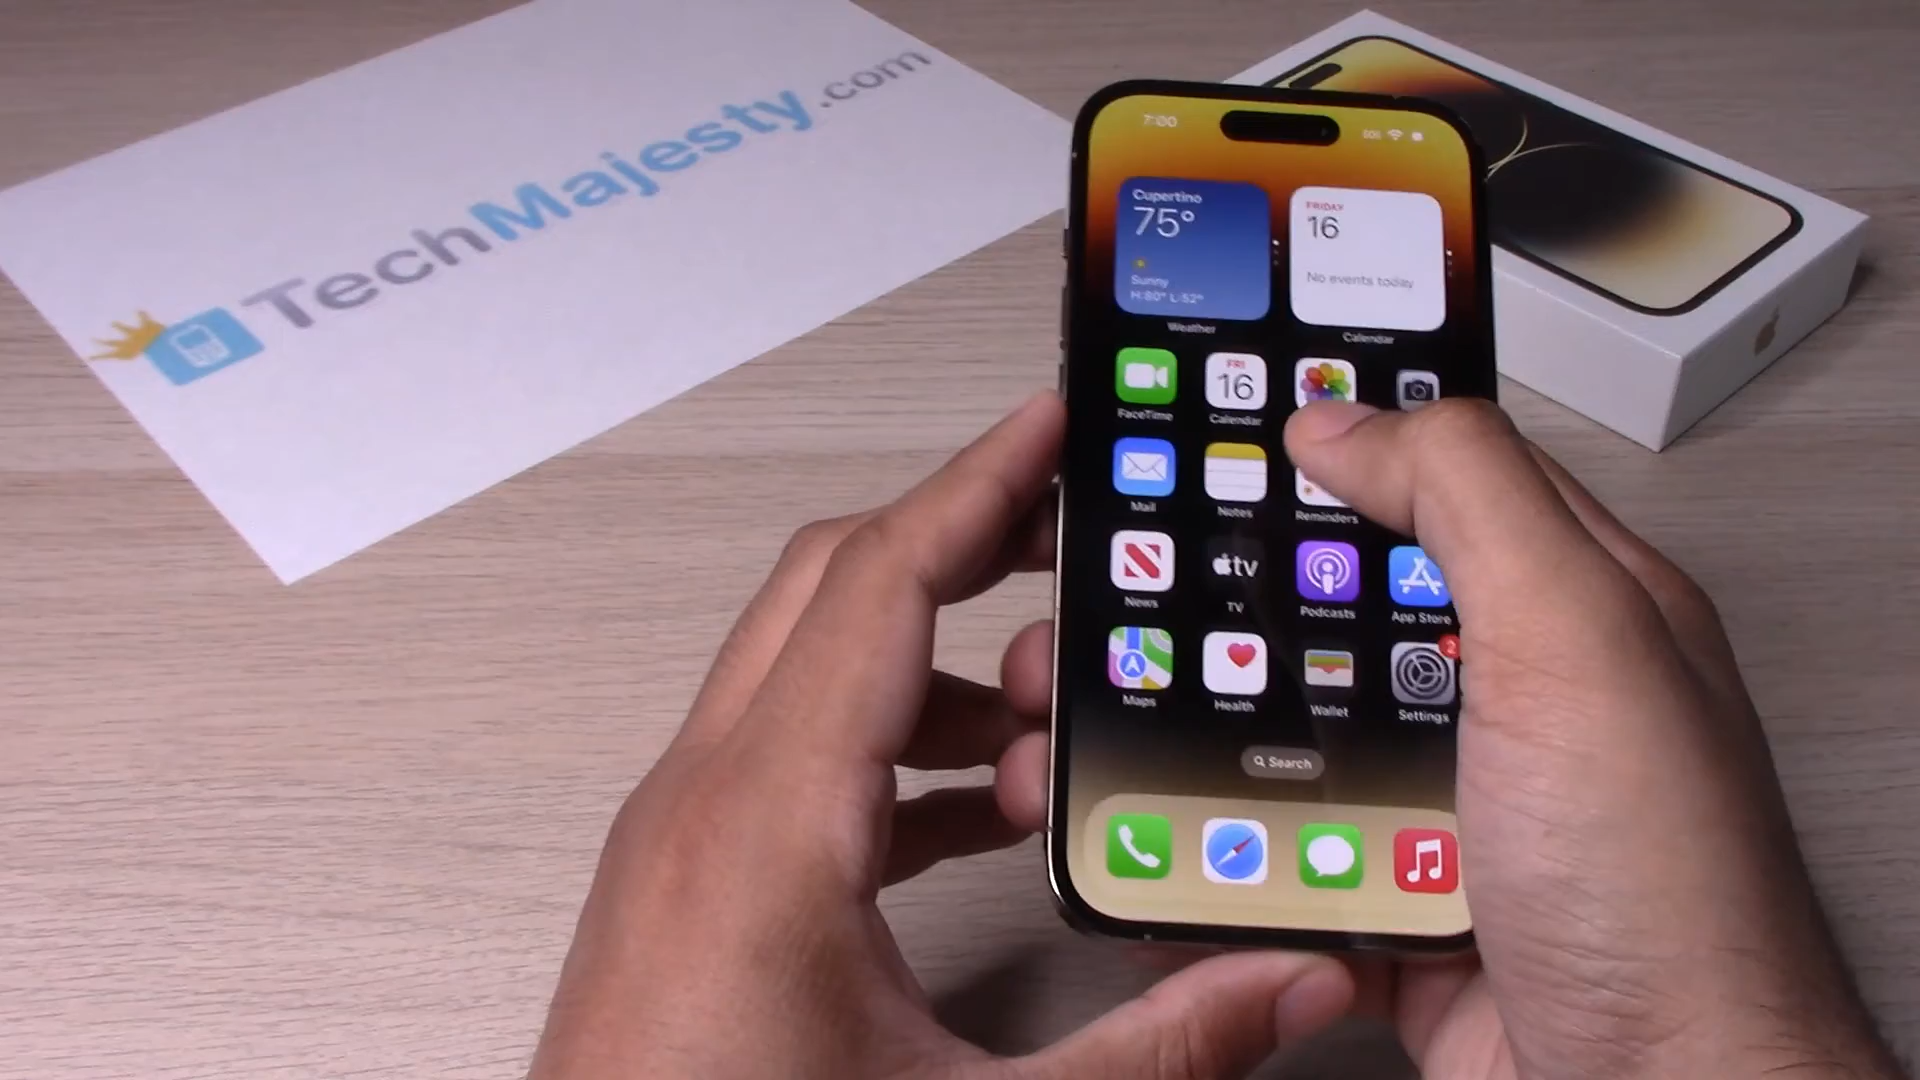 TechMajesty.com
7:00
SOS
Cupertino
75°
Sunny
H:80° L:52°
Weather
FRIDAY
16
No events today
Calendar
FaceTime
FRI
16
Calendar
Mail
Notes
Reminders
News
tv
TV
Podcasts
App Store
Maps
Health
Wallet
2
Settings
Search